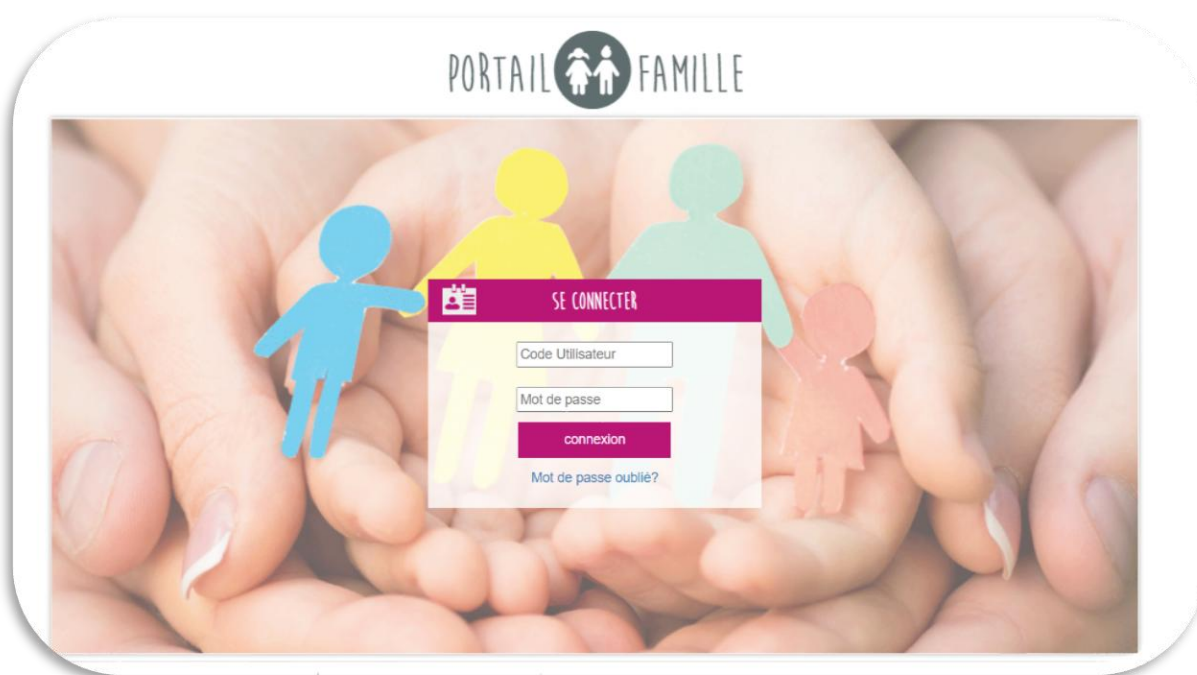 PORTAIL FAMILLE
SE CONNECTER
Code Utilisateur
Mot de passe
connexion
Mot de passe oublié?